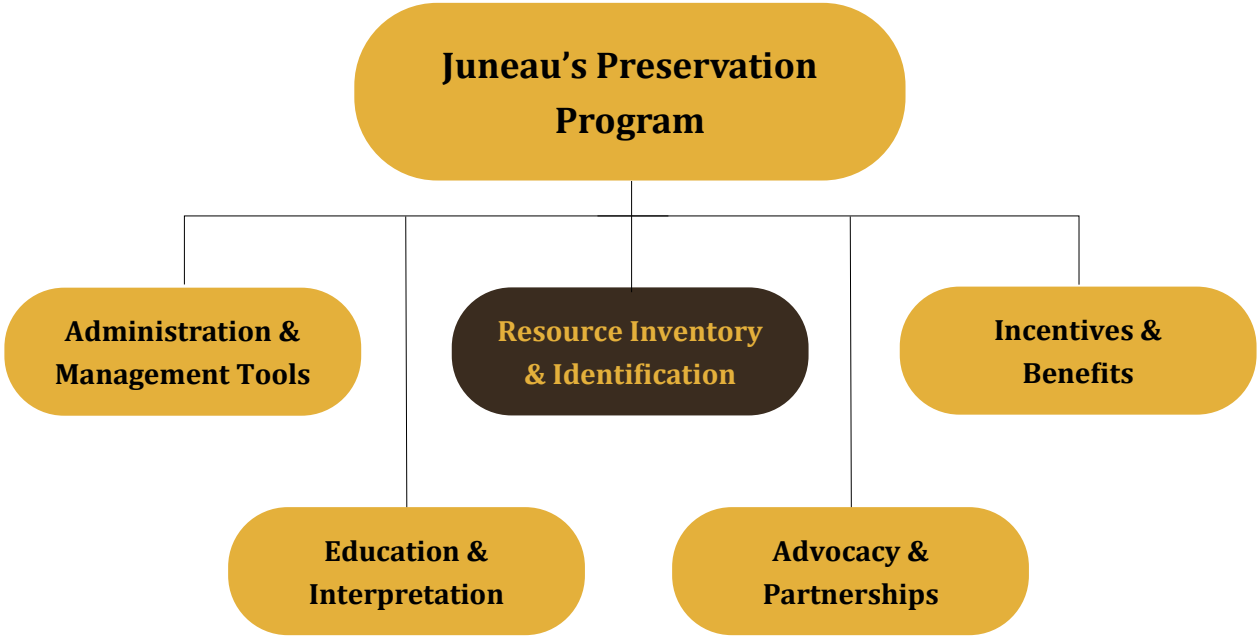 Juneau’s Preservation
Program
Administration &
Management Tools
Resource Inventory
& Identification
Incentives &
Benefits
Education &
Interpretation
Advocacy &
Partnerships